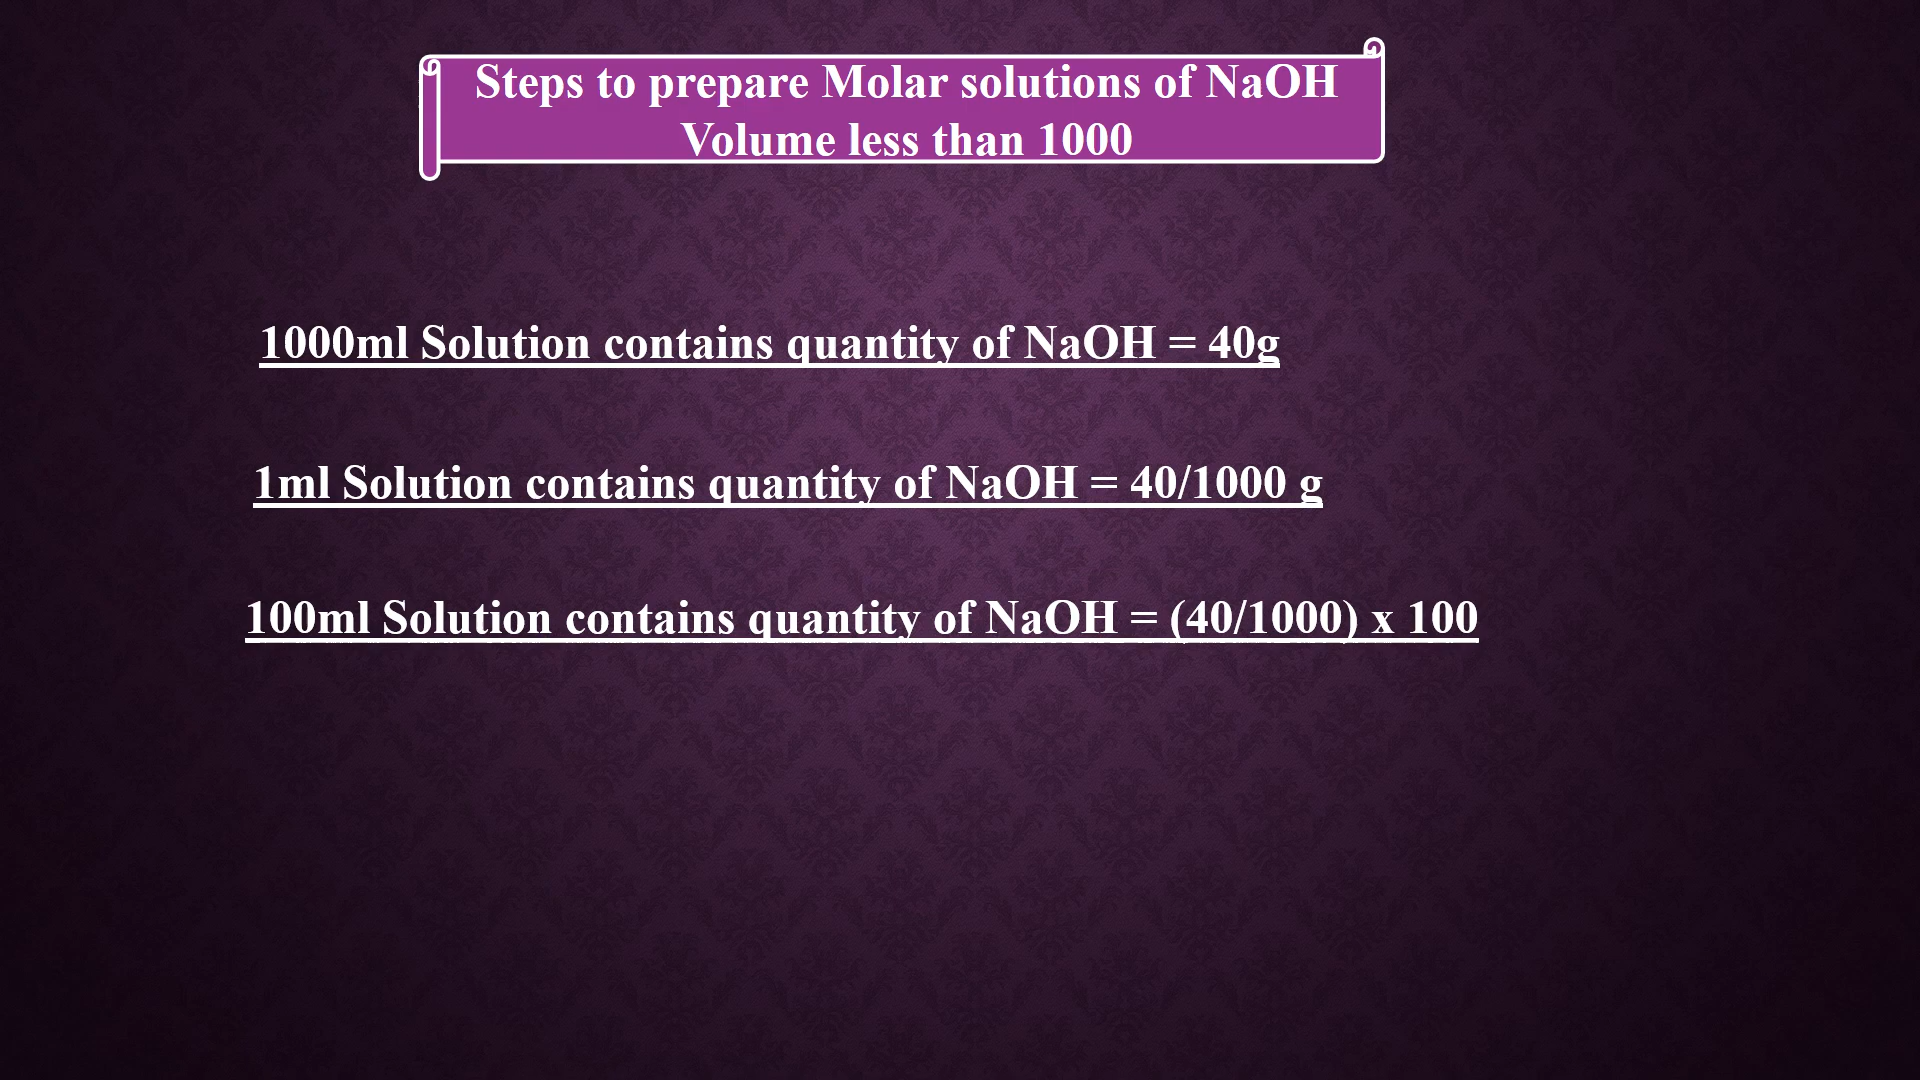 Steps to prepare Molar solutions of NaOH
Volume less than 1000
1000ml Solution contains quantity of NaOH = 40g
1ml Solution contains quantity of NaOH = 40/1000 g
100ml Solution contains quantity of NaOH = (40/1000) x 100